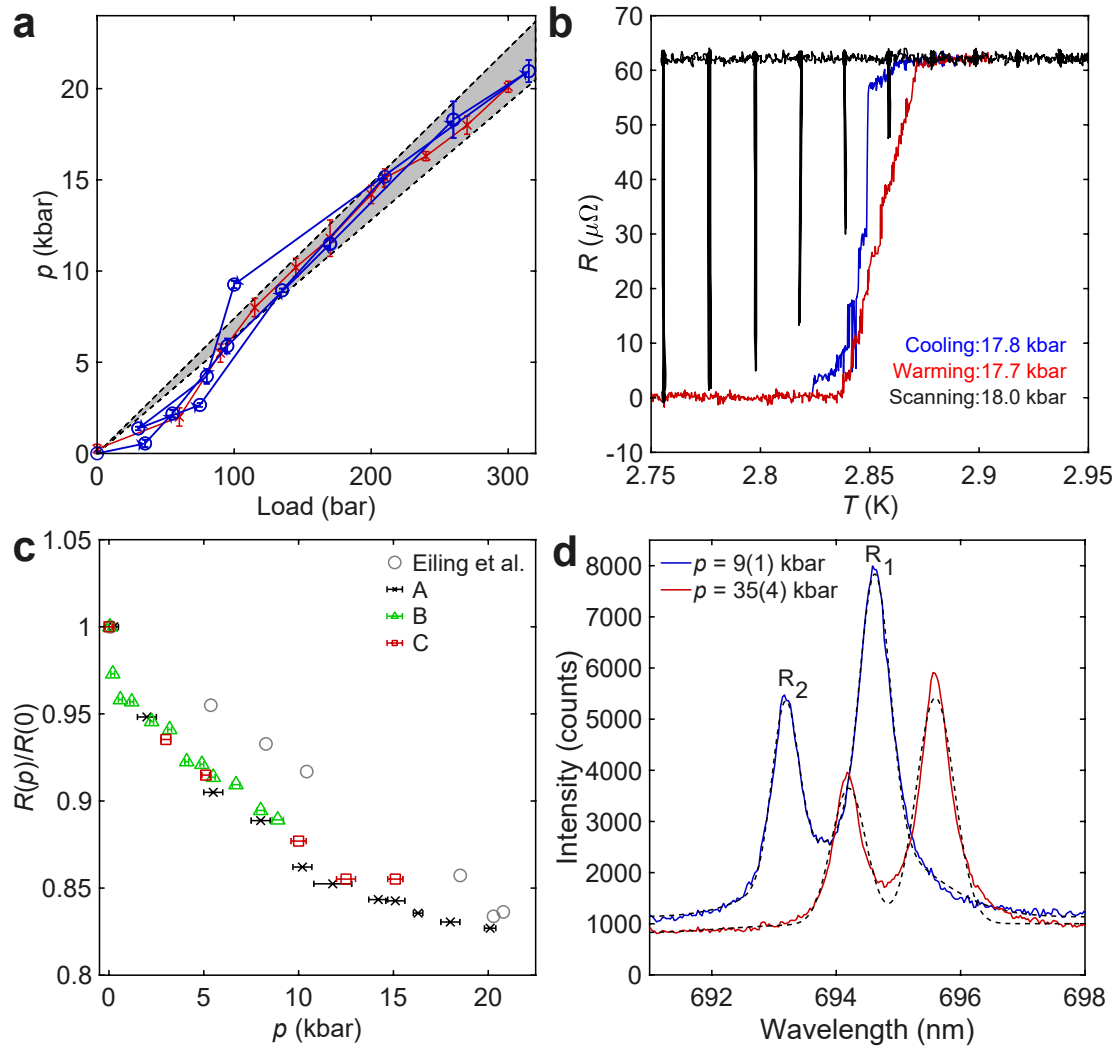 a
20
15
10
5
0
p (kbar)
0
100
200
300
Load (bar)
b
70
60
50
40
30
20
10
0
-10
R (μΩ)
Cooling:17.8 kbar
Warming:17.7 kbar
Scanning:18.0 kbar
2.75
2.8
2.85
2.9
2.95
T (K)
c
1.05
1
0.95
0.9
0.85
0.8
R(p)/R(0)
Eiling et al.
A
B
C
0
5
10
15
20
p (kbar)
d
8000
7000
6000
5000
4000
3000
2000
1000
0
Intensity (counts)
p = 9(1) kbar
p = 35(4) kbar
R₁
R₂
692
694
696
698
Wavelength (nm)